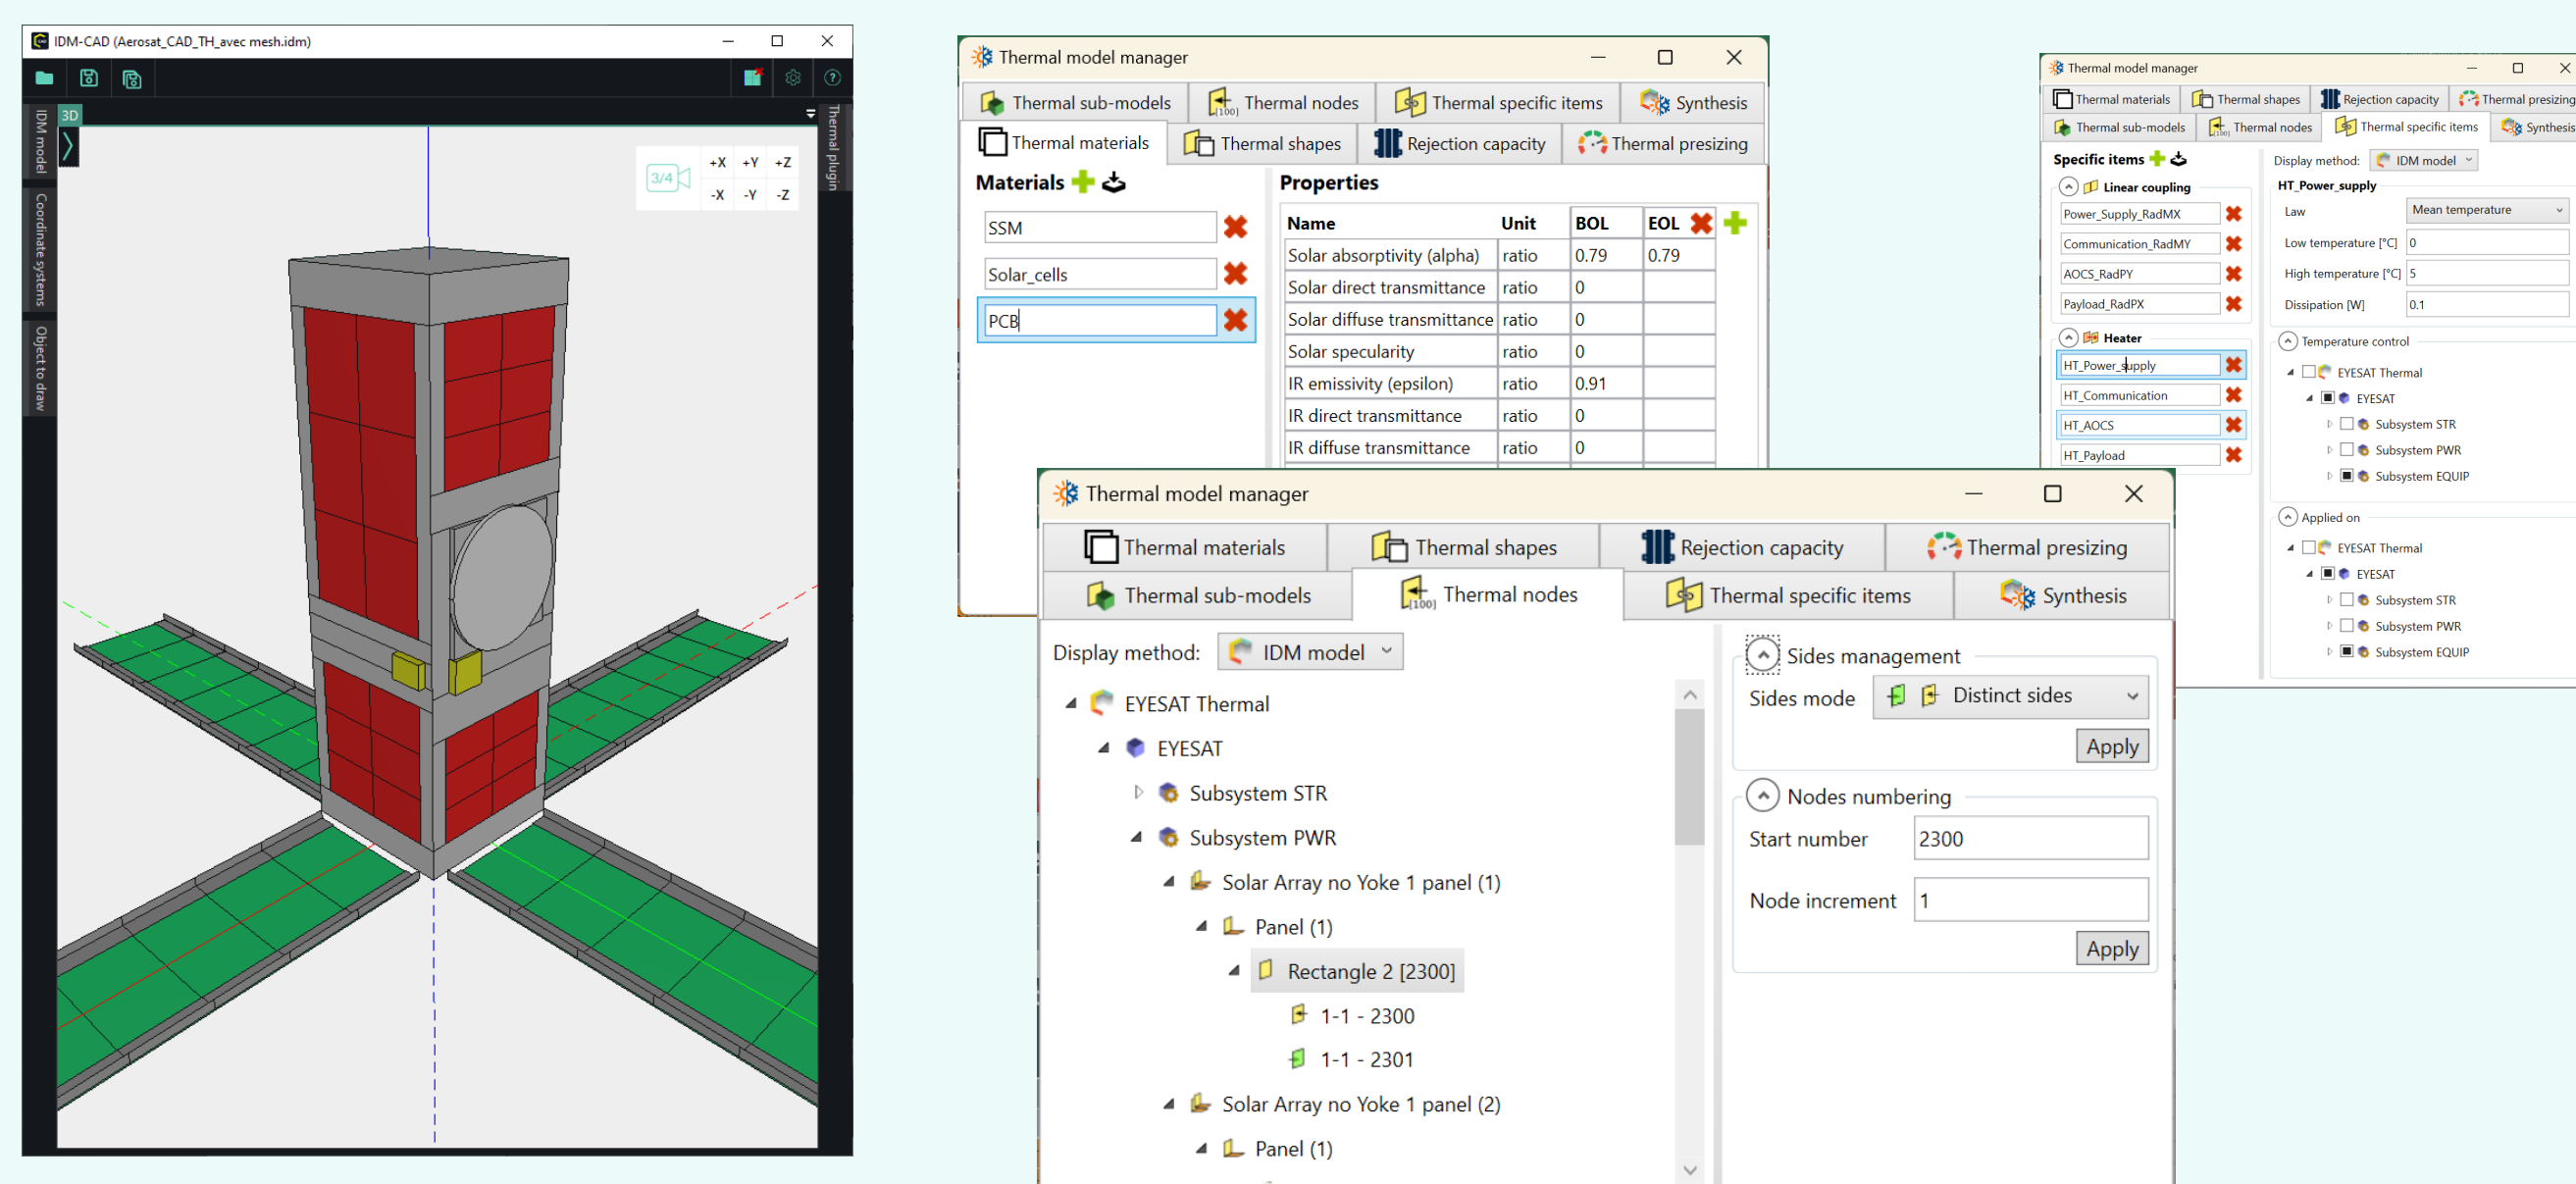 IDM-CAD (Aerosat_CAD_TH_avec mesh.idm)
IDM model
Coordinate systems
Object to draw
3D
3/4
+X +Y +Z
-X -Y -Z
Thermal plugin
Thermal model manager
Thermal sub-models
[100] Thermal nodes
Thermal specific items
Synthesis
Thermal materials
Thermal shapes
Rejection capacity
Thermal presizing
Materials
SSM
Solar_cells
PCB
Properties
Name Unit BOL EOL
Solar absorptivity (alpha) ratio 0.79 0.79
Solar direct transmittance ratio 0
Solar diffuse transmittance ratio 0
Solar specularity ratio 0
IR emissivity (epsilon) ratio 0.91
IR direct transmittance ratio 0
IR diffuse transmittance ratio 0
Thermal model manager
Thermal materials
Thermal shapes
Rejection capacity
Thermal presizing
Thermal sub-models
[100] Thermal nodes
Thermal specific items
Synthesis
Display method: IDM model
EYESAT Thermal
EYESAT
Subsystem STR
Subsystem PWR
Solar Array no Yoke 1 panel (1)
Panel (1)
Rectangle 2 [2300]
1-1 - 2300
1-1 - 2301
Solar Array no Yoke 1 panel (2)
Panel (1)
Sides management
Sides mode Distinct sides
Apply
Nodes numbering
Start number 2300
Node increment 1
Apply
Thermal model manager
Thermal materials
Thermal shapes
Rejection capacity
Thermal presizing
Thermal sub-models
[100] Thermal nodes
Thermal specific items
Synthesis
Specific items
Linear coupling
Power_Supply_RadMX
Communication_RadMY
AOCS_RadPY
Payload_RadPX
Heater
HT_Power_supply
HT_Communication
HT_AOCS
HT_Payload
Display method: IDM model
HT_Power_supply
Law Mean temperature
Low temperature [°C] 0
High temperature [°C] 5
Dissipation [W] 0.1
Temperature control
EYESAT Thermal
EYESAT
Subsystem STR
Subsystem PWR
Subsystem EQUIP
Applied on
EYESAT Thermal
EYESAT
Subsystem STR
Subsystem PWR
Subsystem EQUIP